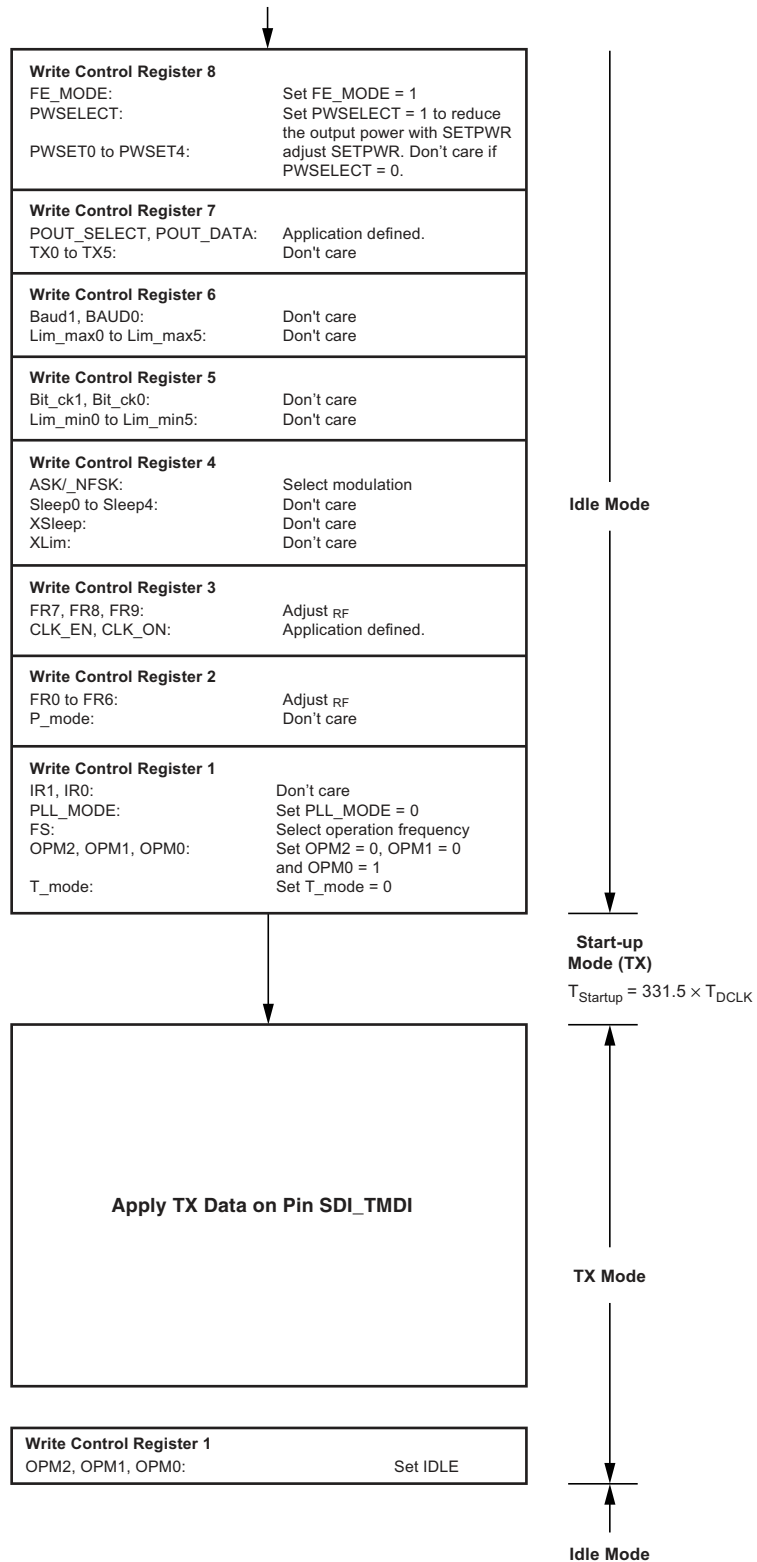 Write Control Register 8
FE_MODE: Set FE_MODE = 1
PWSELECT: Set PWSELECT = 1 to reduce
the output power with SETPWR
PWSET0 to PWSET4: adjust SETPWR. Don’t care if
PWSELECT = 0.
Write Control Register 7
POUT_SELECT, POUT_DATA: Application defined.
TX0 to TX5: Don't care
Write Control Register 6
Baud1, BAUD0: Don't care
Lim_max0 to Lim_max5: Don't care
Write Control Register 5
Bit_ck1, Bit_ck0: Don’t care
Lim_min0 to Lim_min5: Don't care
Write Control Register 4
ASK/_NFSK: Select modulation
Sleep0 to Sleep4: Don't care
XSleep: Don't care
XLim: Don’t care
Idle Mode
Write Control Register 3
FR7, FR8, FR9: Adjust RF
CLK_EN, CLK_ON: Application defined.
Write Control Register 2
FR0 to FR6: Adjust RF
P_mode: Don’t care
Write Control Register 1
IR1, IR0: Don’t care
PLL_MODE: Set PLL_MODE = 0
FS: Select operation frequency
OPM2, OPM1, OPM0: Set OPM2 = 0, OPM1 = 0
and OPM0 = 1
T_mode: Set T_mode = 0
Start-up
Mode (TX)
TStartup = 331.5 × TDCLK
Apply TX Data on Pin SDI_TMDI
TX Mode
Write Control Register 1
OPM2, OPM1, OPM0: Set IDLE
Idle Mode